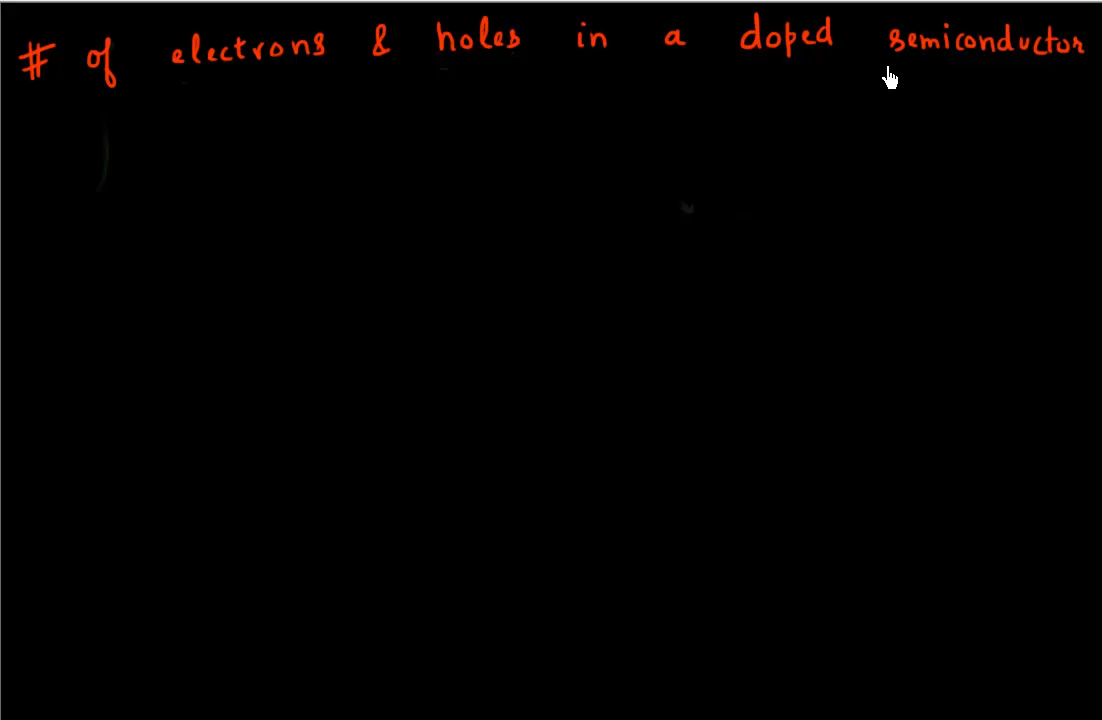 # of electrons & holes in a doped semiconductor